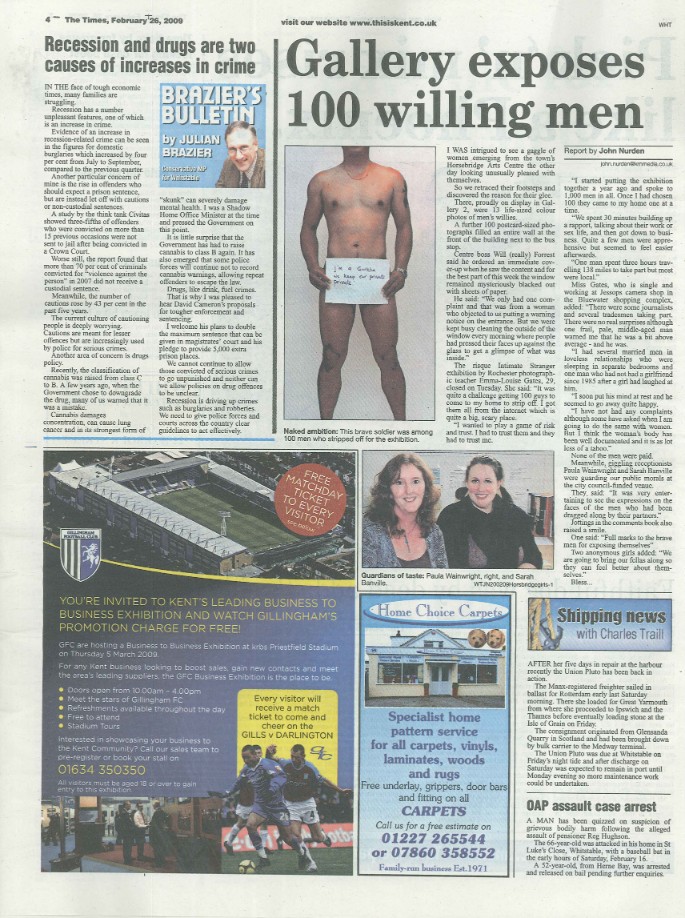 4 The Times, February 26, 2009
visit our website www.thisiskent.co.uk
WHT
Recession and drugs are two
causes of increases in crime
IN THE face of tough economic
times, many families are
struggling.
Recession has a number
unpleasant features, one of which
is an increase in crime.
Evidence of an increase in
recession-related crime can be seen
in the figures for domestic
burglaries which increased by four
per cent from July to September,
compared to the previous quarter.
Another particular concern of
mine is the rise in offenders who
should expect a prison sentence,
but are instead let off with cautions
or non-custodial sentences.
A study by the think tank Civitas
showed three-fifths of offenders
who were convicted on more than
15 previous occasions were not
sent to jail after being convicted in
a Crown Court.
Worse still, the report found that
more than 70 per cent of criminals
convicted for "violence against the
person" in 2007 did not receive a
custodial sentence.
Meanwhile, the number of
cautions rose by 43 per cent in the
past five years.
The current culture of cautioning
people is deeply worrying.
Cautions are meant for lesser
offences but are increasingly used
by police for serious crimes.
Another area of concern is drugs
policy.
Recently, the classification of
cannabis was raised from class C
to B. A few years ago, when the
Government chose to downgrade
the drug, many of us warned that it
was a mistake.
Cannabis damages
concentration, can cause lung
cancer and in its strongest form of
BRAZIER'S
BULLETIN
by JULIAN
BRAZIER
Conservative MP
for Whitstable
"skunk" can severely damage
mental health. I was a Shadow
Home Office Minister at the time
and pressed the Government on
this point.
It is little surprise that the
Government has had to raise
cannabis to class B again. It has
also emerged that some police
forces will continue not to record
cannabis warnings, allowing repeat
offenders to escape the law.
Drugs, like drink, fuel crimes.
That is why I was pleased to
hear David Cameron's proposals
for tougher enforcement and
sentencing.
I welcome his plans to double
the maximum sentence that can be
given in magistrates' court and his
pledge to provide 5,000 extra
prison places.
We cannot continue to allow
those convicted of serious crimes
to go unpunished and neither can
we allow policies on drug offences
to be unclear.
Recession is driving up crimes
such as burglaries and robberies.
We need to give police forces and
courts across the country clear
guidelines to act effectively.
Gallery exposes
100 willing men
I'm a Soldier
we keep our privates
Private.
Naked ambition: This brave soldier was among
100 men who stripped off for the exhibition.
I WAS intrigued to see a gaggle of
women emerging from the town's
Horsebridge Arts Centre the other
day looking unusually pleased with
themselves.
So we retraced their footsteps and
discovered the reason for their glee.
There, proudly on display in Gal-
lery 2, were 13 life-sized colour
photos of men's willies.
A further 100 postcard-sized pho-
tographs filled an entire wall at the
front of the building next to the bus
stop.
Centre boss Will (really) Forrest
said he ordered an immediate cov-
er-up when he saw the content and for
the best part of this week the window
remained mysteriously blacked out
with sheets of paper.
He said: "We only had one com-
plaint and that was from a woman
who objected to us putting a warning
notice on the entrance. But we were
kept busy cleaning the outside of the
window every morning where people
had pressed their faces up against the
glass to get a glimpse of what was
inside."
The risque Intimate Stranger
exhibition by Rochester photograph-
ic teacher Emma-Louise Gates, 29,
closed on Tuesday. She said: "It was
quite a challenge getting 100 guys to
come to my home to strip off. I got
them all from the internet which is
quite a big, scary place.
"I wanted to play a game of risk
and trust. I had to trust them and they
had to trust me.
Report by John Nurden
john.nurden@krnmedia.co.uk
"I started putting the exhibition
together a year ago and spoke to
1,000 men in all. Once I had chosen
100 they came to my home one at a
time.
"We spent 30 minutes building up
a rapport, talking about their work or
sex life, and then got down to busi-
ness. Quite a few men were appre-
hensive but seemed to feel easier
afterwards.
"One man spent three hours trav-
elling 138 miles to take part but most
were local."
Miss Gates, who is single and
working at Jessops camera shop in
the Bluewater shopping complex,
added: "There were some journalists
and several tradesmen taking part.
There were no real surprises although
one frail, pale, middle-aged man
warned me that he was a bit above
average - and he was.
"I had several married men in
loveless relationships who were
sleeping in separate bedrooms and
one man who had not had a girlfriend
since 1985 after a girl had laughed at
him.
"I soon put his mind at rest and he
seemed to go away quite happy.
"I have not had any complaints
although some have asked when I am
going to do the same with women.
But I think the woman's body has
been well documented and it is as lot
less of a taboo."
None of the men were paid.
Meanwhile, giggling receptionists
Paula Wainwright and Sarah Banville
were guarding our public morals at
the city council-funded venue.
They said: "It was very enter-
taining to see the expressions on the
faces of the men who had been
dragged along by their partners."
Jottings in the comments book also
raised a smile.
One said: "Full marks to the brave
men for exposing themselves"
Two anonymous girls added: "We
are going to bring our fellas along so
they can feel better about them-
selves."
Bless...
Guardians of taste: Paula Wainwright, right, and Sarah
Banville.
WTJN200209Horsbridgegirls-1
FREE
MATCHDAY
TICKET
TO EVERY
VISITOR
GILLINGHAM
FOOTBALL CLUB
YOU'RE INVITED TO KENT'S LEADING BUSINESS TO
BUSINESS EXHIBITION AND WATCH GILLINGHAM'S
PROMOTION CHARGE FOR FREE!
GFC are hosting a Business to Business Exhibition at krbs Priestfield Stadium
on Thursday 5 March 2009.
For any Kent business looking to boost sales, gain new contacts and meet
the area's leading suppliers, the GFC Business Exhibition is the place to be.
Doors open from 10.00am - 4.00pm
Meet the stars of Gillingham FC
Refreshments available throughout the day
Free to attend
Stadium Tours
Interested in showcasing your business to
the Kent Community? Call our sales team to
pre-register or book your stall on
01634 350350
All visitors must be aged 18 or over to gain
entry to this exhibition.
Every visitor will
receive a match
ticket to come and
cheer on the
GILLS v DARLINGTON
Home Choice Carpets
Specialist home
pattern service
for all carpets, vinyls,
laminates, woods
and rugs
Free underlay, grippers, door bars
and fitting on all
CARPETS
Call us for a free estimate on
01227 265544
or 07860 358552
Family-run business Est.1971
Shipping news
with Charles Traill
AFTER her five days in repair at the harbour
recently the Union Pluto has been back in
action.
The Manx-registered freighter sailed in
ballast for Rotterdam early last Saturday
morning. There she loaded for Great Yarmouth
from where she proceeded to Ipswich and the
Thames before eventually loading stone at the
Isle of Grain on Friday.
The consignment originated from Glensanda
Quarry in Scotland and had been brought down
by bulk carrier to the Medway terminal.
The Union Pluto was due at Whitstable on
Friday's night tide and after discharge on
Saturday was expected to remain in port until
Monday evening so more maintenance work
could be undertaken.
OAP assault case arrest
A MAN has been quizzed on suspicion of
grievous bodily harm following the alleged
assault of pensioner Reg Hughson.
The 66-year-old was attacked in his home in St
Luke's Close, Whitstable, with a baseball bat in
the early hours of Saturday, February 16.
A 52-year-old, from Herne Bay, was arrested
and released on bail pending further enquiries.